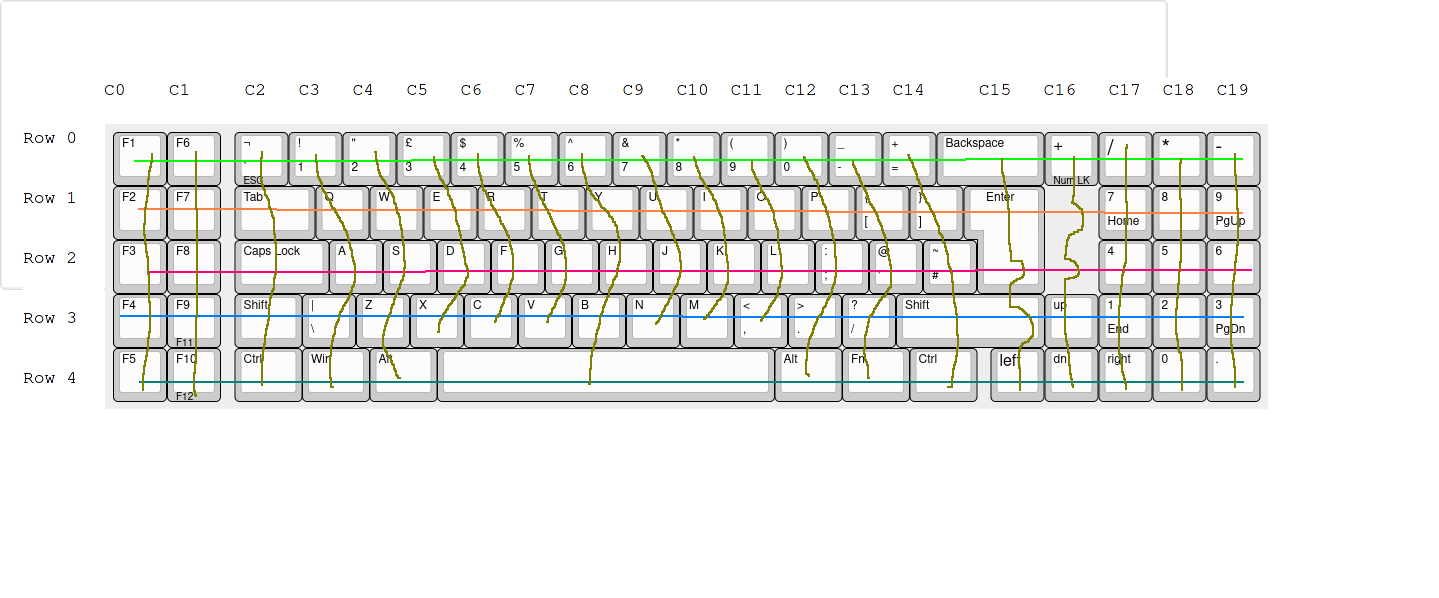 C0 C1 C2 C3 C4 C5 C6 C7 C8 C9 C10 C11 C12 C13 C14 C15 C16 C17 C18 C19
Row 0
F1 F6 ¬ ! " £ $ % ^ & * ( ) _ + Backspace + / * -
` 1 2 3 4 5 6 7 8 9 0 - =
ESC Num LK
Row 1
F2 F7 Tab Q W E R T Y U I O P { } Enter 7 8 9
[ ] Home PgUp
Row 2
F3 F8 Caps Lock A S D F G H J K L : @ ~ 4 5 6
; ' #
Row 3
F4 F9 Shift | Z X C V B N M < > ? Shift up 1 2 3
\ , . / End PgDn
F11
Row 4
F5 F10 Ctrl Win Alt Alt Fn Ctrl left dn right 0 .
F12